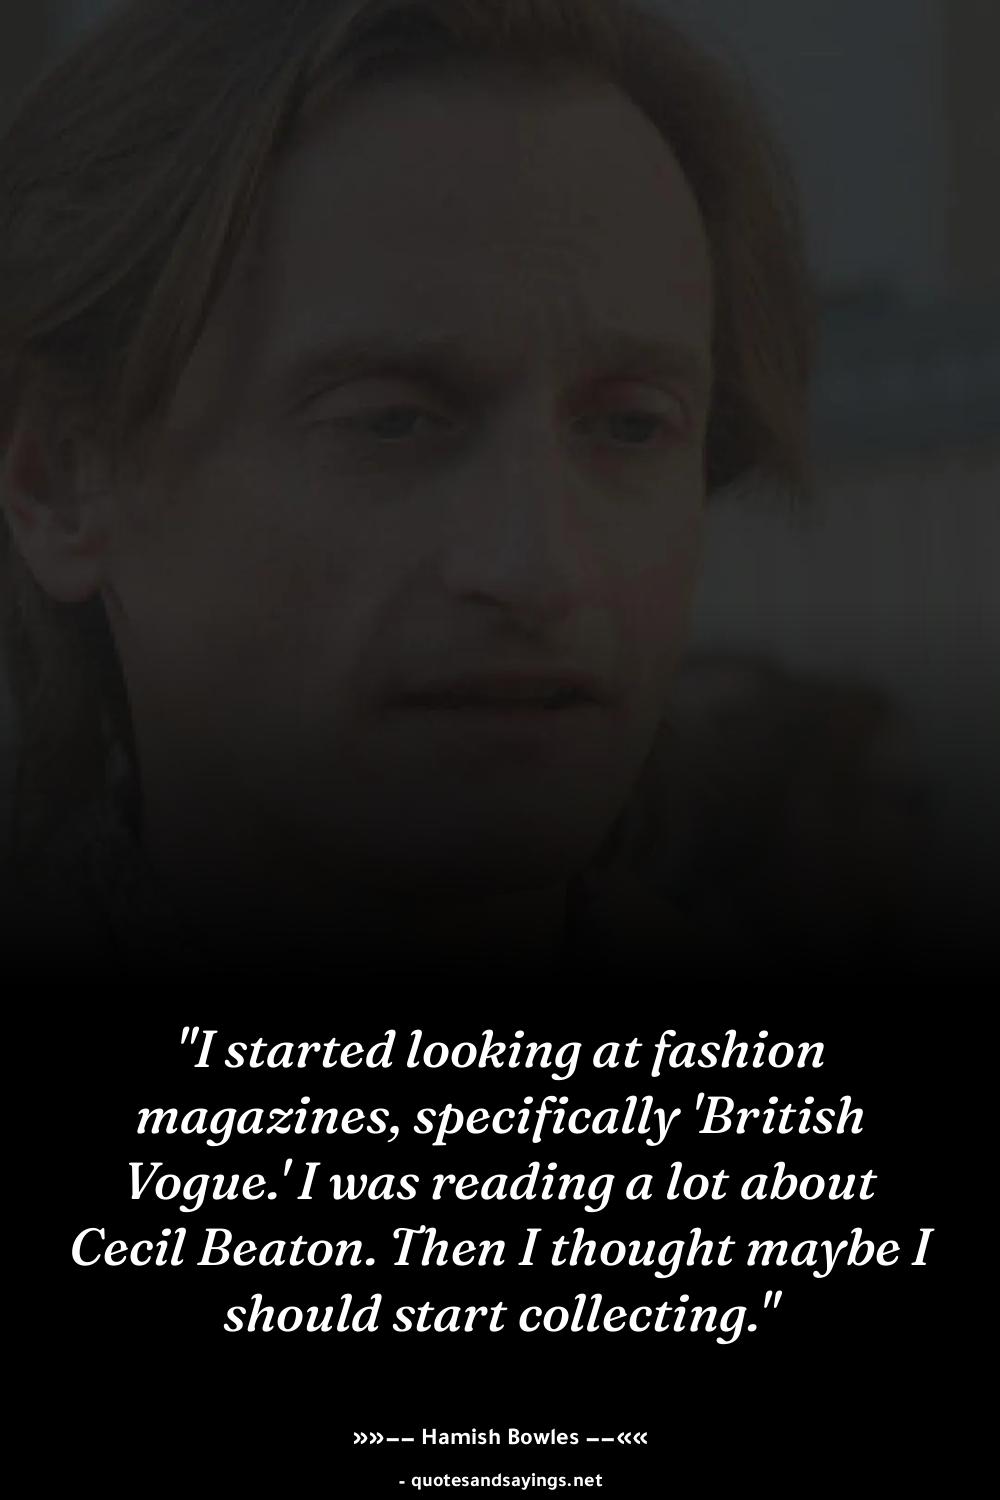 "I started looking at fashion
magazines, specifically 'British
Vogue.' I was reading a lot about
Cecil Beaton. Then I thought maybe I
should start collecting."
»»−− Hamish Bowles −−««
- quotesandsayings.net